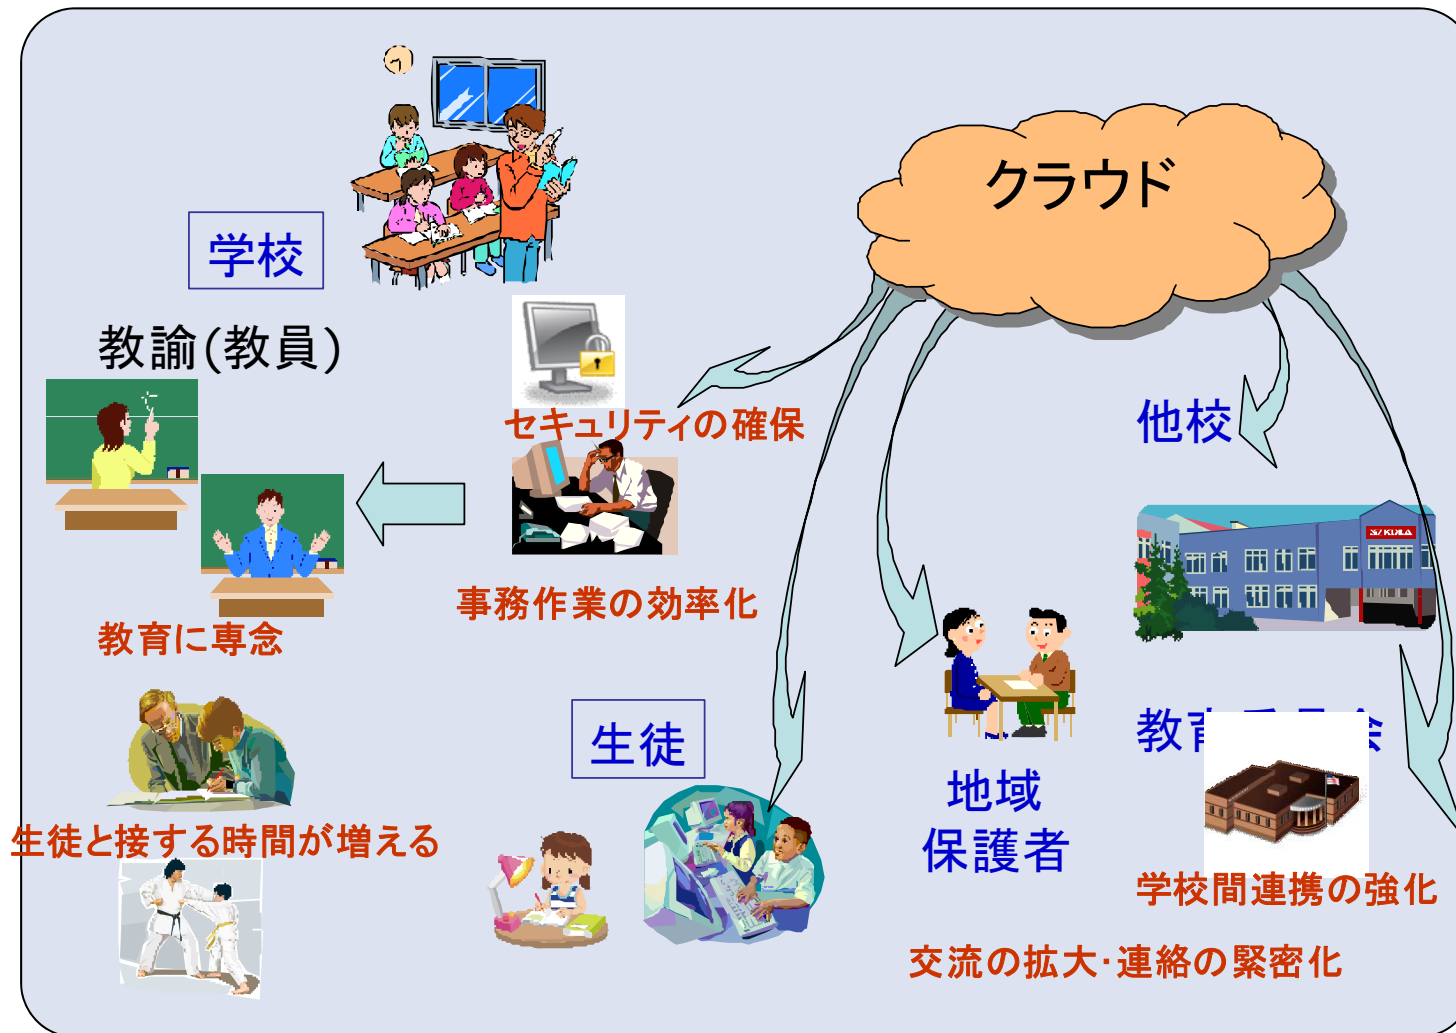 クラウド
学校
教諭(教員)
セキュリティの確保
他校
事務作業の効率化
教育に専念
生徒
教育
会
地域
保護者
生徒と接する時間が増える
学校間連携の強化
交流の拡大・連絡の緊密化